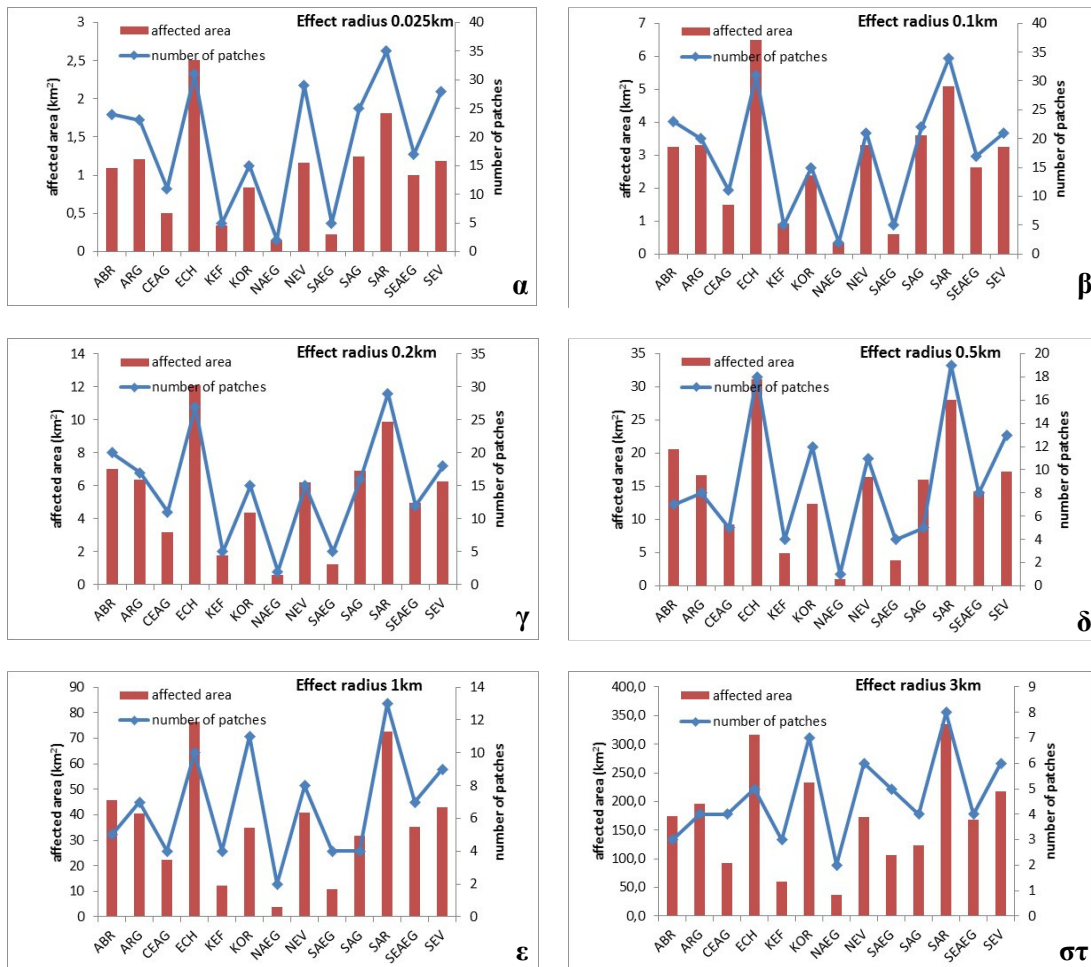 Effect radius 0.025km
affected area
number of patches
affected area (km²)
number of patches
3
2,5
2
1,5
1
0,5
0
40
35
30
25
20
15
10
5
0
ABR ARG CEAG ECH KEF KOR NAEG NEV SAEG SAG SAR SEAEG SEV
α
Effect radius 0.1km
affected area
number of patches
affected area (km²)
number of patches
7
6
5
4
3
2
1
0
40
35
30
25
20
15
10
5
0
ABR ARG CEAG ECH KEF KOR NAEG NEV SAEG SAG SAR SEAEG SEV
β
Effect radius 0.2km
affected area
number of patches
affected area (km²)
number of patches
14
12
10
8
6
4
2
0
35
30
25
20
15
10
5
0
ABR ARG CEAG ECH KEF KOR NAEG NEV SAEG SAG SAR SEAEG SEV
γ
Effect radius 0.5km
affected area
number of patches
affected area (km²)
number of patches
35
30
25
20
15
10
5
0
20
18
16
14
12
10
8
6
4
2
0
ABR ARG CEAG ECH KEF KOR NAEG NEV SAEG SAG SAR SEAEG SEV
δ
Effect radius 1km
affected area
number of patches
affected area (km²)
number of patches
90
80
70
60
50
40
30
20
10
0
14
12
10
8
6
4
2
0
ABR ARG CEAG ECH KEF KOR NAEG NEV SAEG SAG SAR SEAEG SEV
ε
Effect radius 3km
affected area
number of patches
affected area (km²)
number of patches
400,0
350,0
300,0
250,0
200,0
150,0
100,0
50,0
0,0
9
8
7
6
5
4
3
2
1
0
ABR ARG CEAG ECH KEF KOR NAEG NEV SAEG SAG SAR SEAEG SEV
στ